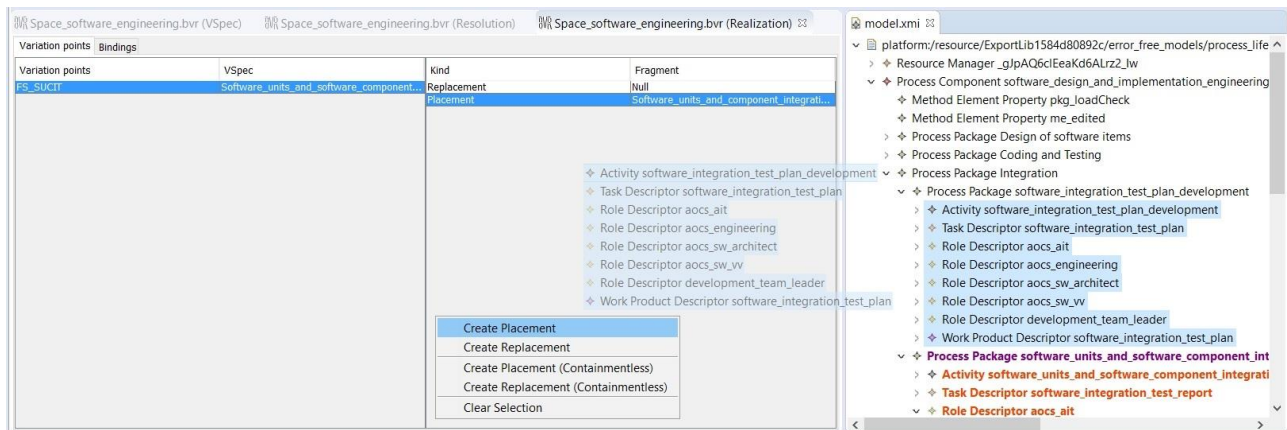 Space_software_engineering.bvr (VSpec)
Space_software_engineering.bvr (Resolution)
Space_software_engineering.bvr (Realization)
Variation points
Bindings
Variation points
VSpec
Kind
Fragment
FS_SUCIT
Software_units_and_software_component...
Replacement
Null
Placement
Software_units_and_component_integrati...
Activity software_integration_test_plan_development
Task Descriptor software_integration_test_plan
Role Descriptor aocs_ait
Role Descriptor aocs_engineering
Role Descriptor aocs_sw_architect
Role Descriptor aocs_sw_vv
Role Descriptor development_team_leader
Work Product Descriptor software_integration_test_plan
Create Placement
Create Replacement
Create Placement (Containmentless)
Create Replacement (Containmentless)
Clear Selection
model.xmi
platform:/resource/ExportLib1584d80892c/error_free_models/process_life
Resource Manager _gJpAQ6clEeaKd6ALrz2_lw
Process Component software_design_and_implementation_engineering
Method Element Property pkg_loadCheck
Method Element Property me_edited
Process Package Design of software items
Process Package Coding and Testing
Process Package Integration
Process Package software_integration_test_plan_development
Activity software_integration_test_plan_development
Task Descriptor software_integration_test_plan
Role Descriptor aocs_ait
Role Descriptor aocs_engineering
Role Descriptor aocs_sw_architect
Role Descriptor aocs_sw_vv
Role Descriptor development_team_leader
Work Product Descriptor software_integration_test_plan
Process Package software_units_and_software_component_int
Activity software_units_and_software_component_integrati
Task Descriptor software_integration_test_report
Role Descriptor aocs_ait